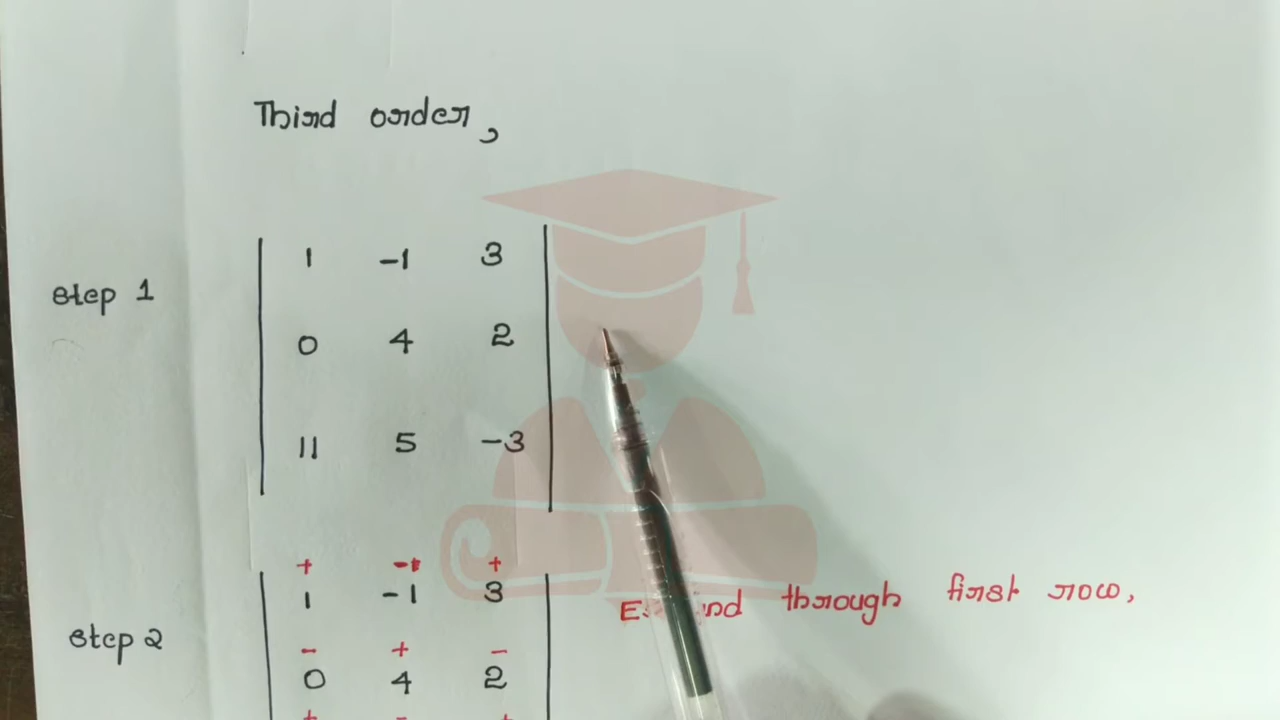 Third order,
Step 1
1 -1 3
0 4 2
11 5 -3
+ - +
1 -1 3
through first row,
Step 2
- + -
0 4 2
+ - +